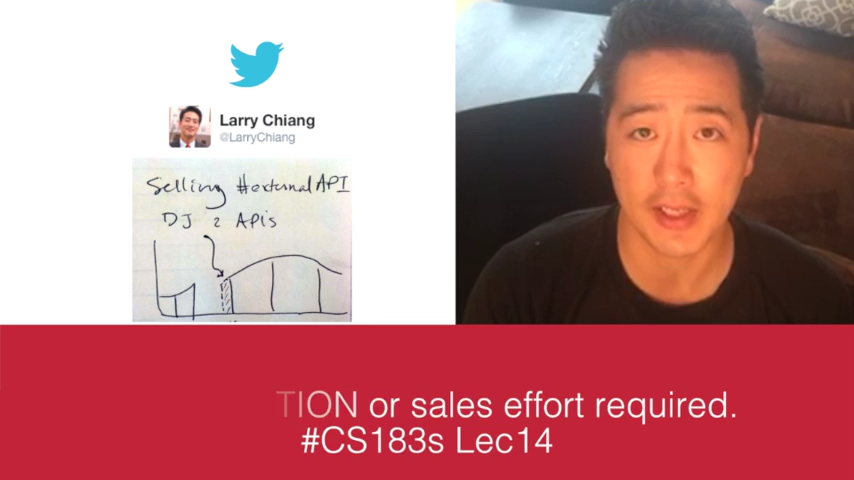 Larry Chiang
@LarryChiang
Selling #external API
DJ 2 APis
TION or sales effort required.
#CS183s Lec14